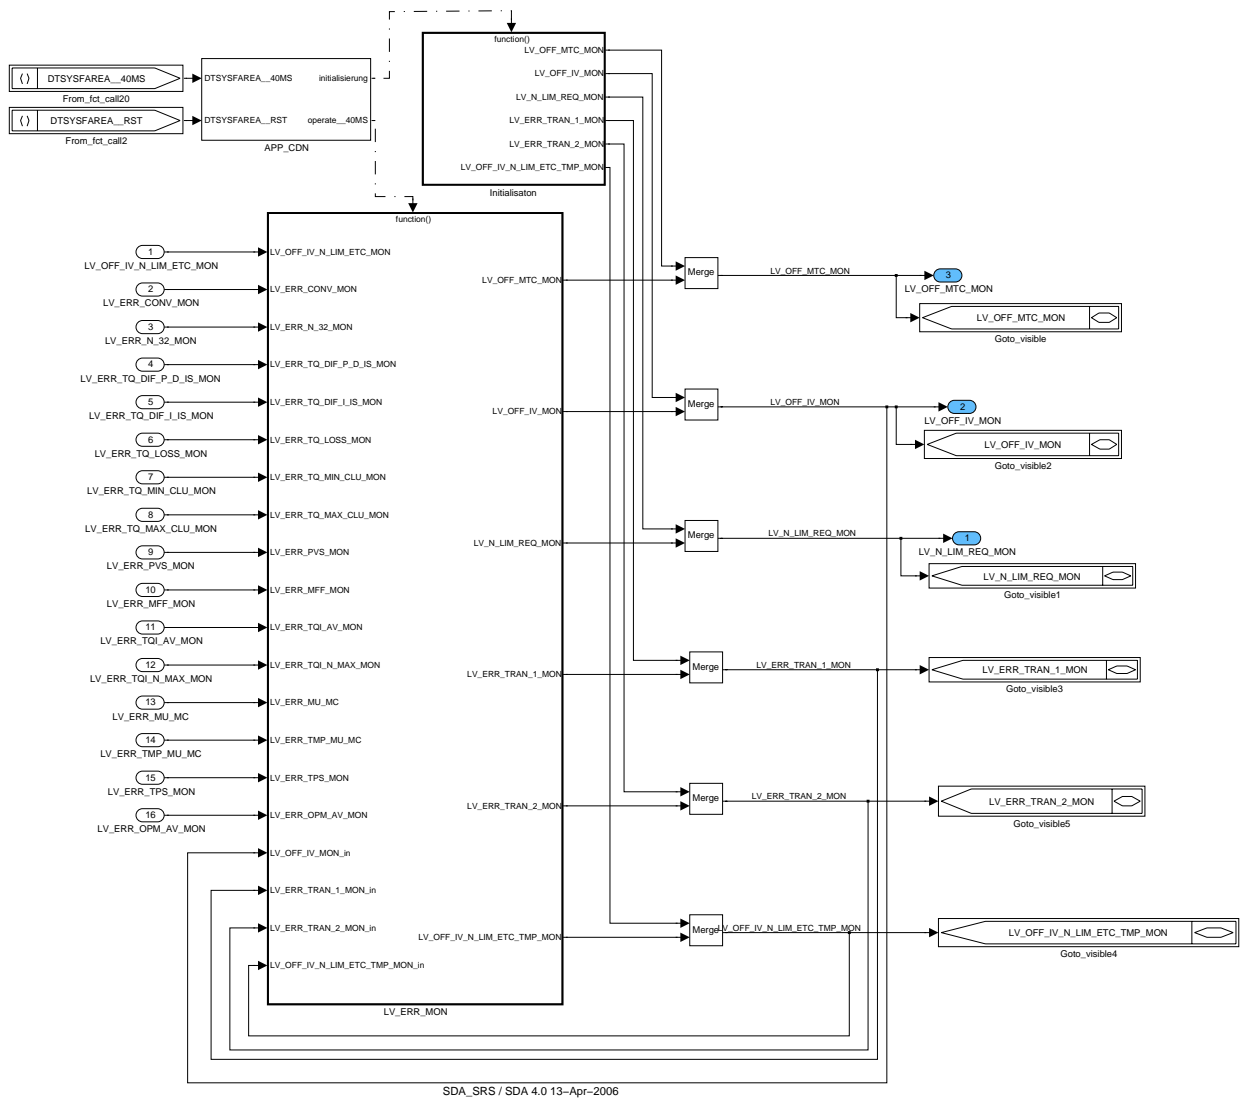 function()
LV_OFF_MTC_MON
LV_OFF_IV_MON
LV_N_LIM_REQ_MON
LV_ERR_TRAN_1_MON
LV_ERR_TRAN_2_MON
LV_OFF_IV_N_LIM_ETC_TMP_MON
Initialisaton
( ) DTSYSFAREA__40MS
From_fct_call20
( ) DTSYSFAREA__RST
From_fct_call2
DTSYSFAREA__40MS initialisierung
DTSYSFAREA__RST operate__40MS
APP_CDN
function()
1
LV_OFF_IV_N_LIM_ETC_MON
2
LV_ERR_CONV_MON
3
LV_ERR_N_32_MON
4
LV_ERR_TQ_DIF_P_D_IS_MON
5
LV_ERR_TQ_DIF_I_IS_MON
6
LV_ERR_TQ_LOSS_MON
7
LV_ERR_TQ_MIN_CLU_MON
8
LV_ERR_TQ_MAX_CLU_MON
9
LV_ERR_PVS_MON
10
LV_ERR_MFF_MON
11
LV_ERR_TQI_AV_MON
12
LV_ERR_TQI_N_MAX_MON
13
LV_ERR_MU_MC
14
LV_ERR_TMP_MU_MC
15
LV_ERR_TPS_MON
16
LV_ERR_OPM_AV_MON
LV_OFF_IV_N_LIM_ETC_MON
LV_ERR_CONV_MON
LV_ERR_N_32_MON
LV_ERR_TQ_DIF_P_D_IS_MON
LV_ERR_TQ_DIF_I_IS_MON
LV_ERR_TQ_LOSS_MON
LV_ERR_TQ_MIN_CLU_MON
LV_ERR_TQ_MAX_CLU_MON
LV_ERR_PVS_MON
LV_ERR_MFF_MON
LV_ERR_TQI_AV_MON
LV_ERR_TQI_N_MAX_MON
LV_ERR_MU_MC
LV_ERR_TMP_MU_MC
LV_ERR_TPS_MON
LV_ERR_OPM_AV_MON
LV_OFF_IV_MON_in
LV_ERR_TRAN_1_MON_in
LV_ERR_TRAN_2_MON_in
LV_OFF_IV_N_LIM_ETC_TMP_MON_in
LV_OFF_MTC_MON
LV_OFF_IV_MON
LV_N_LIM_REQ_MON
LV_ERR_TRAN_1_MON
LV_ERR_TRAN_2_MON
LV_OFF_IV_N_LIM_ETC_TMP_MON
LV_ERR_MON
Merge
LV_OFF_MTC_MON
3
LV_OFF_MTC_MON
LV_OFF_MTC_MON
Goto_visible
Merge
LV_OFF_IV_MON
2
LV_OFF_IV_MON
LV_OFF_IV_MON
Goto_visible2
Merge
LV_N_LIM_REQ_MON
1
LV_N_LIM_REQ_MON
LV_N_LIM_REQ_MON
Goto_visible1
Merge
LV_ERR_TRAN_1_MON
LV_ERR_TRAN_1_MON
Goto_visible3
Merge
LV_ERR_TRAN_2_MON
LV_ERR_TRAN_2_MON
Goto_visible5
Merge
LV_OFF_IV_N_LIM_ETC_TMP_MON
LV_OFF_IV_N_LIM_ETC_TMP_MON
Goto_visible4
SDA_SRS / SDA 4.0 13−Apr−2006